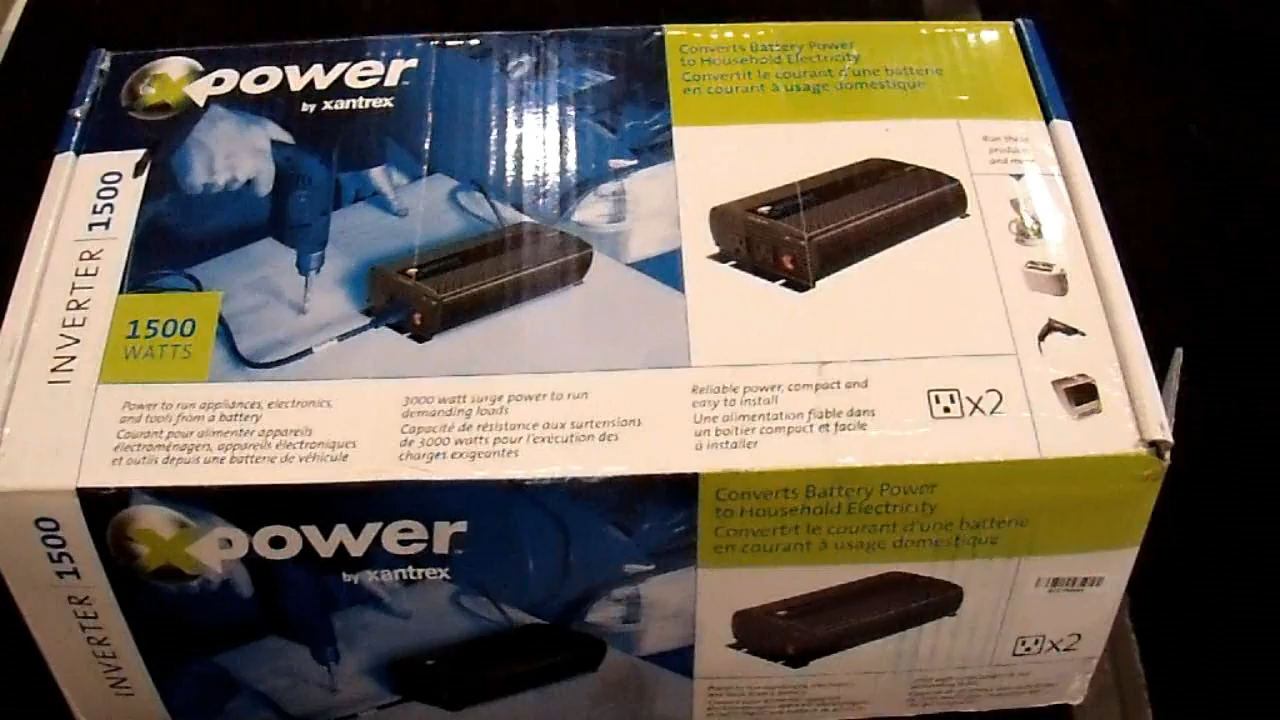 xpower
by xantrex
Converts Battery Power
to Household Electricity
Convertit le courant d'une batterie
en courant à usage domestique
Run these
and more
INVERTER | 1500
1500
WATTS
Power to run appliances, electronics,
and tools from a battery
Courant pour alimenter appareils
électroménagers, appareils électroniques
et outils depuis une batterie de véhicule
3000 watt surge power to run
demanding loads
Capacité de résistance aux surtensions
de 3000 watts pour l'exécution des
charges exigeantes
Reliable power, compact and
easy to install
Une alimentation fiable dans
un boîtier compact et facile
à installer
x2
INVERTER | 1500
xpower
by xantrex
Converts Battery Power
to Household Electricity
Convertit le courant d'une batterie
en courant à usage domestique
x2